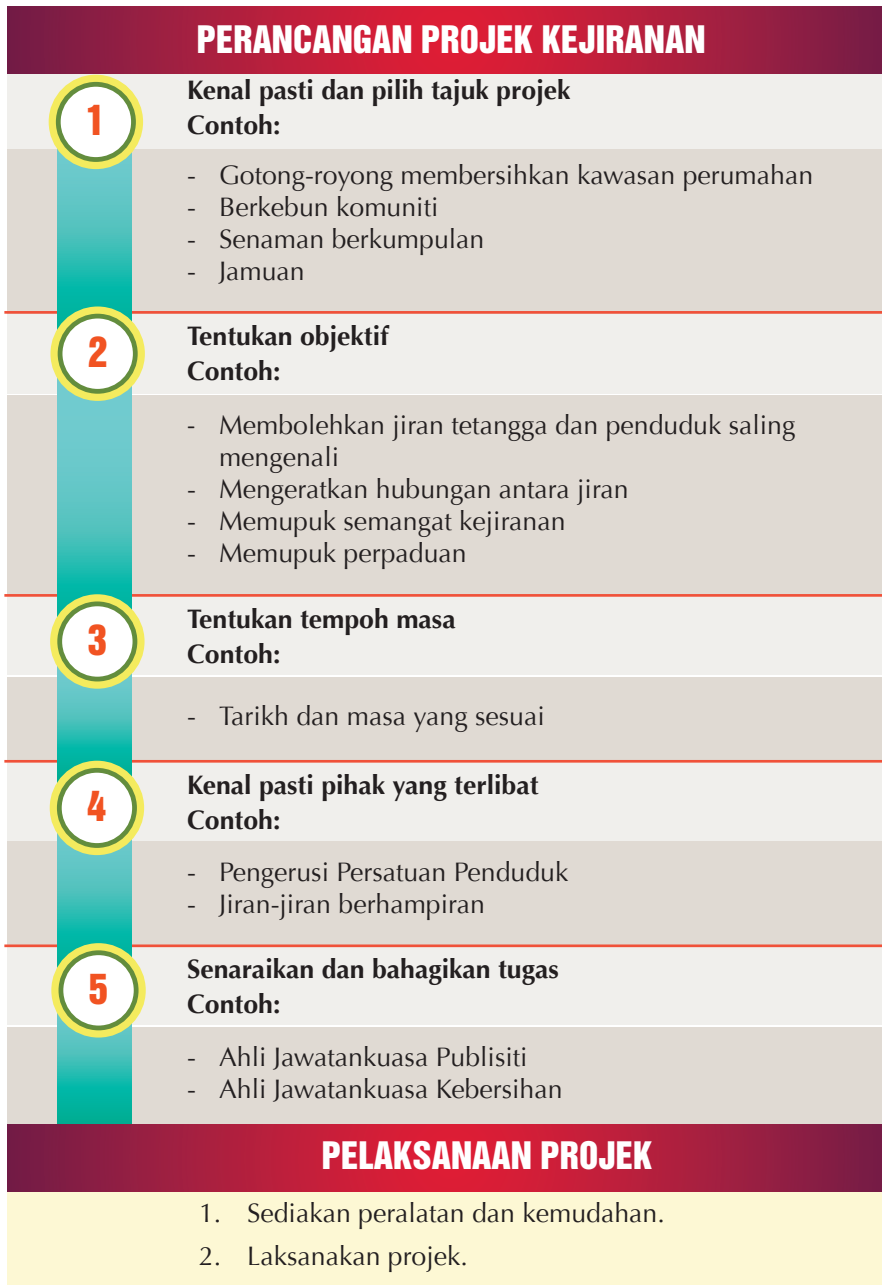 PERANCANGAN PROJEK KEJIRANAN
1
Kenal pasti dan pilih tajuk projek
Contoh:
- Gotong-royong membersihkan kawasan perumahan
- Berkebun komuniti
- Senaman berkumpulan
- Jamuan
2
Tentukan objektif
Contoh:
- Membolehkan jiran tetangga dan penduduk saling
mengenali
- Mengeratkan hubungan antara jiran
- Memupuk semangat kejiranan
- Memupuk perpaduan
3
Tentukan tempoh masa
Contoh:
- Tarikh dan masa yang sesuai
4
Kenal pasti pihak yang terlibat
Contoh:
- Pengerusi Persatuan Penduduk
- Jiran-jiran berhampiran
5
Senaraikan dan bahagikan tugas
Contoh:
- Ahli Jawatankuasa Publisiti
- Ahli Jawatankuasa Kebersihan
PELAKSANAAN PROJEK
1. Sediakan peralatan dan kemudahan.
2. Laksanakan projek.